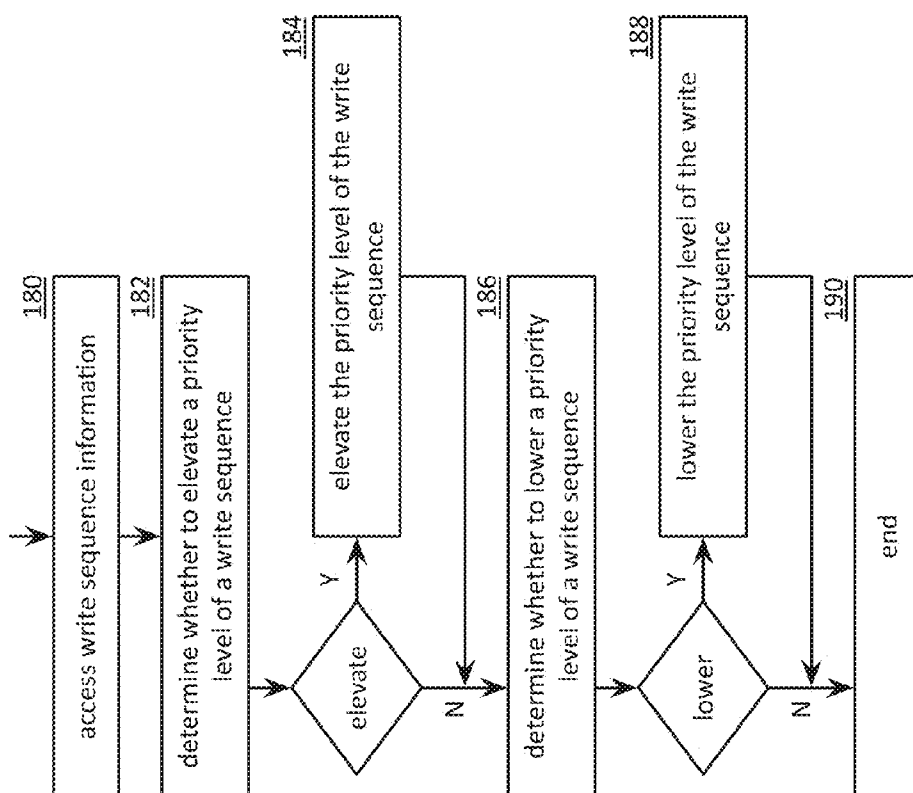 180
access write sequence information
182
determine whether to elevate a priority
level of a write sequence
elevate
Y
184
elevate the priority level of the write
sequence
N
186
determine whether to lower a priority
level of a write sequence
lower
Y
188
lower the priority level of the write
sequence
N
190
end